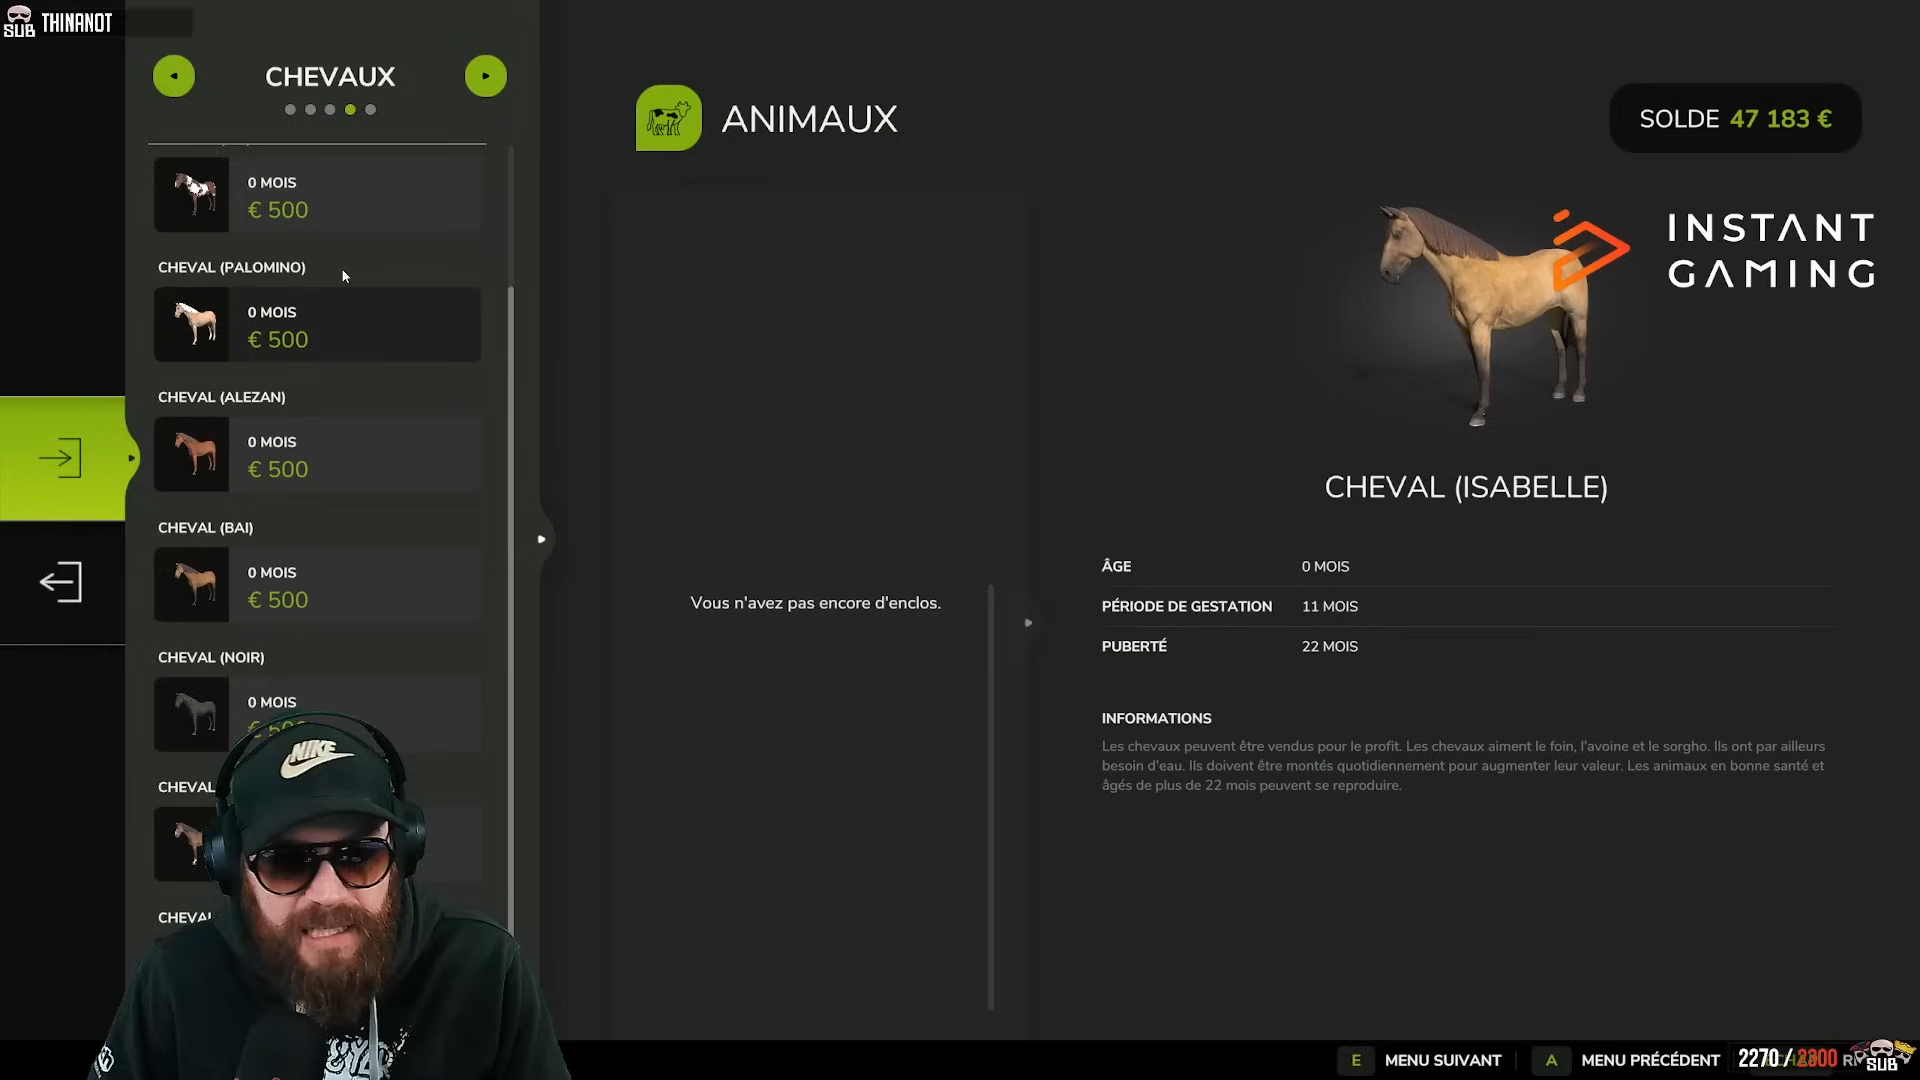 SUB THINANOT
CHEVAUX
0 MOIS
€ 500
CHEVAL (PALOMINO)
0 MOIS
€ 500
CHEVAL (ALEZAN)
0 MOIS
€ 500
CHEVAL (BAI)
0 MOIS
€ 500
CHEVAL (NOIR)
0 MOIS
€ 500
CHEVAL
CHEVAL
NIKE
ANIMAUX
Vous n'avez pas encore d'enclos.
SOLDE 47 183 €
INSTANT
GAMING
CHEVAL (ISABELLE)
ÂGE 0 MOIS
PÉRIODE DE GESTATION 11 MOIS
PUBERTÉ 22 MOIS
INFORMATIONS
Les chevaux peuvent être vendus pour le profit. Les chevaux aiment le foin, l'avoine et le sorgho. Ils ont par ailleurs
besoin d'eau. Ils doivent être montés quotidiennement pour augmenter leur valeur. Les animaux en bonne santé et
âgés de plus de 22 mois peuvent se reproduire.
E MENU SUIVANT A MENU PRÉCÉDENT 2270 / 2300 SUB